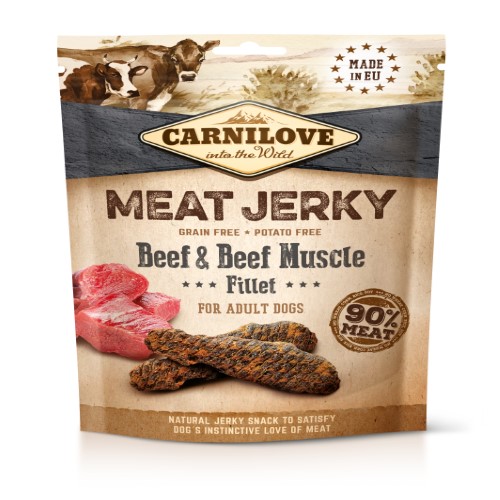 MADE
IN EU
CARNILOVE
into the Wild
MEAT JERKY
GRAIN FREE • POTATO FREE
Beef & Beef Muscle
Fillet
FOR ADULT DOGS
90%
MEAT
NATURAL JERKY SNACK TO SATISFY
DOG'S INSTINCTIVE LOVE OF MEAT